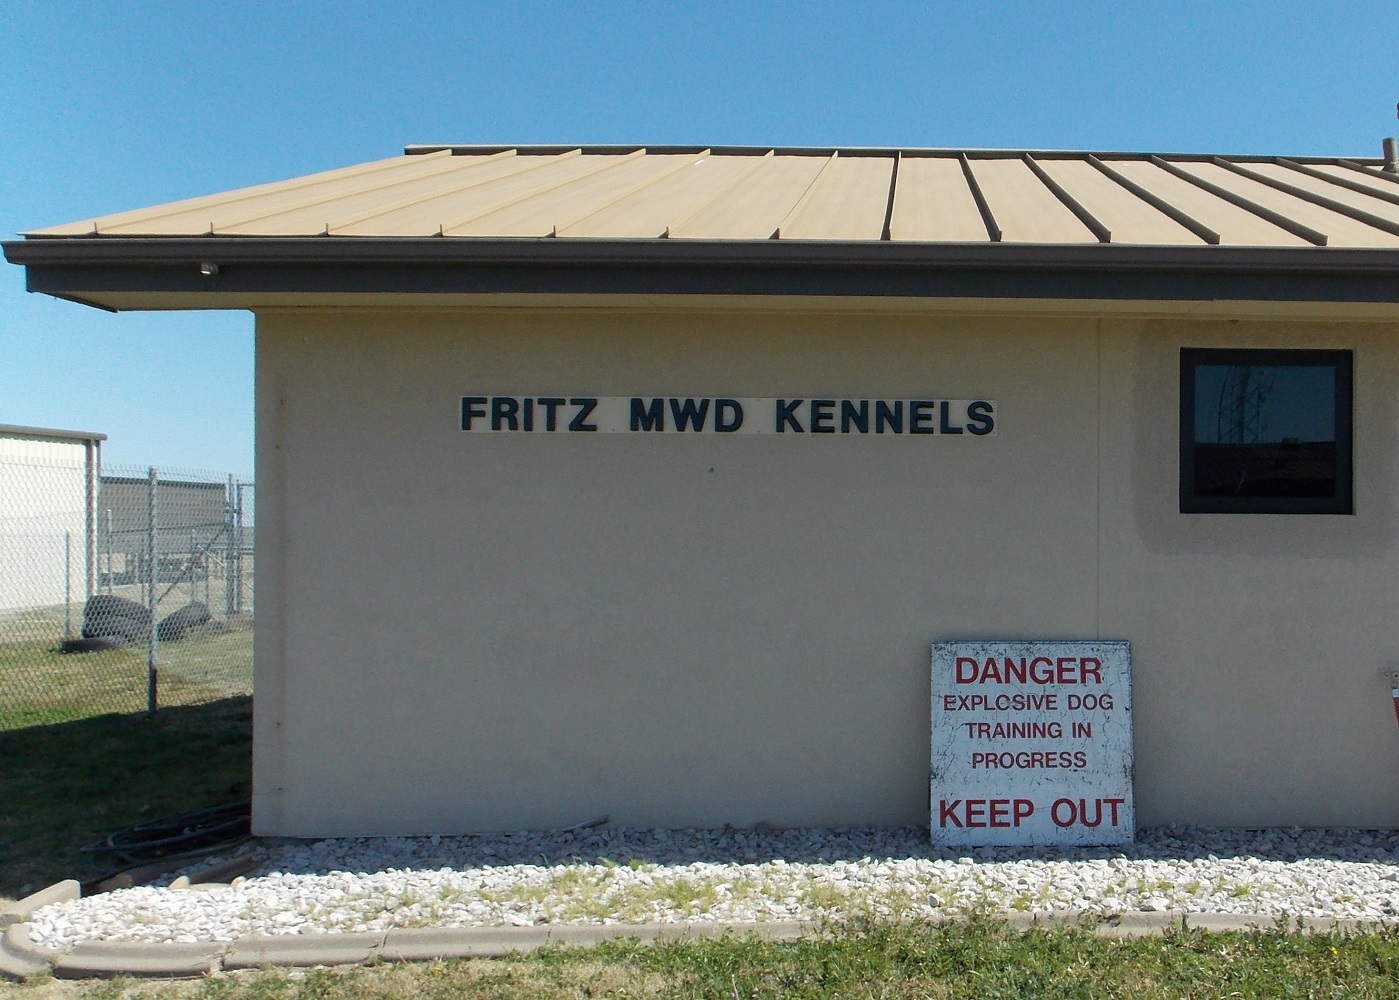 FRITZ MWD KENNELS
DANGER
EXPLOSIVE DOG
TRAINING IN
PROGRESS
KEEP OUT